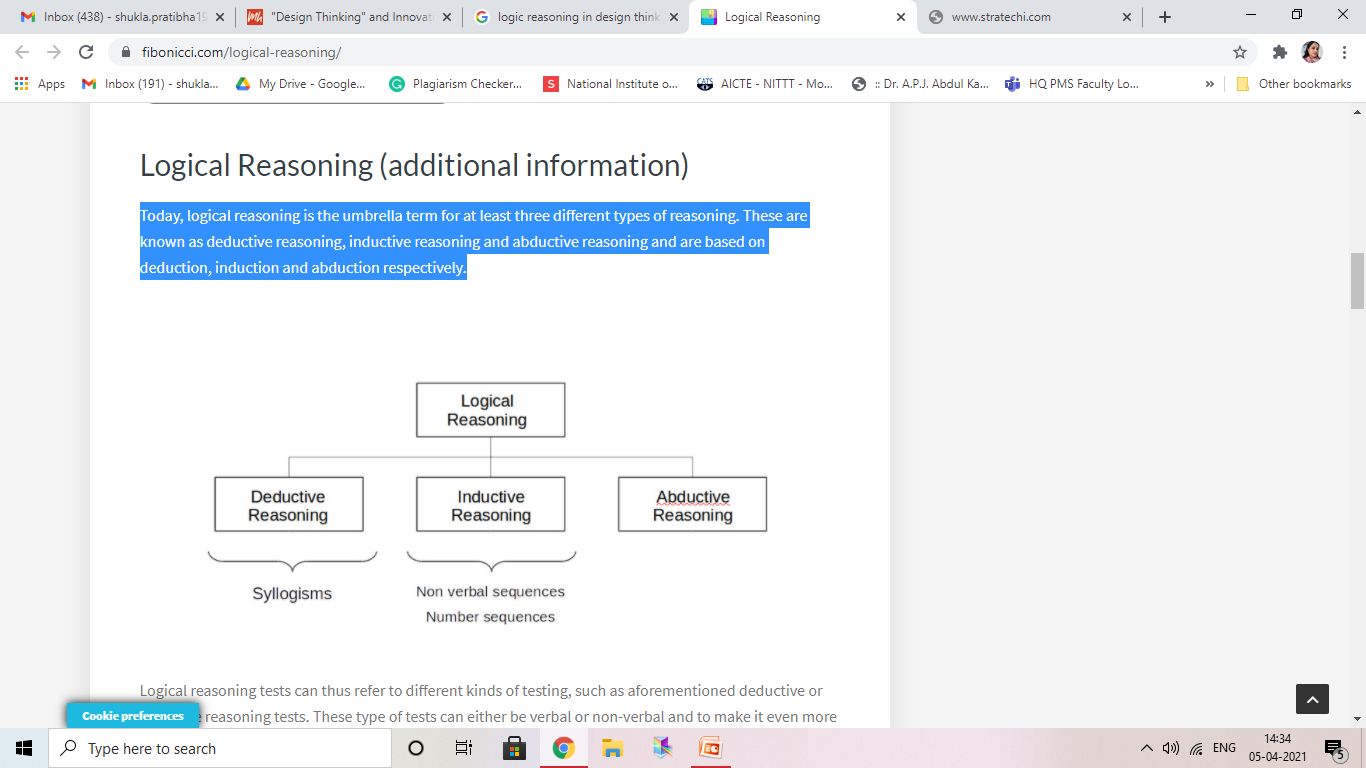 Inbox (438) - shukla.pratibha19
"Design Thinking" and Innovat
logic reasoning in design think
Logical Reasoning
www.stratechi.com
fibonicci.com/logical-reasoning/
Apps
Inbox (191) - shukla...
My Drive - Google...
Plagiarism Checker...
National Institute o...
AICTE - NITTT - Mo...
:: Dr. A.P.J. Abdul Ka...
HQ PMS Faculty Lo...
Other bookmarks
Logical Reasoning (additional information)
Today, logical reasoning is the umbrella term for at least three different types of reasoning. These are
known as deductive reasoning, inductive reasoning and abductive reasoning and are based on
deduction, induction and abduction respectively.
Logical
Reasoning
Deductive
Reasoning
Inductive
Reasoning
Abductive
Reasoning
Syllogisms
Non verbal sequences
Number sequences
Logical reasoning tests can thus refer to different kinds of testing, such as aforementioned deductive or
reasoning tests. These type of tests can either be verbal or non-verbal and to make it even more
Cookie preferences
Type here to search
ENG
14:34
05-04-2021
5